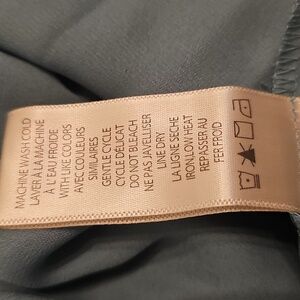 MACHINE WASH COLD
LAVER À LA MACHINE
À L'EAU FROIDE
WITH LIKE COLORS
AVEC COULEURS
SIMILAIRES
GENTLE CYCLE
CYCLE DÉLICAT
DO NOT BLEACH
NE PAS JAVELLISER
LINE DRY
LA LIGNE SÈCHE
IRON LOW HEAT
REPASSER AU
FER FROID